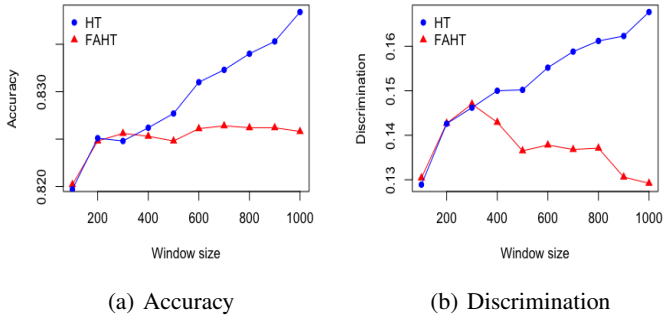 HT
FAHT
Accuracy
0.820
0.830
200
400
600
800
1000
Window size
(a) Accuracy
HT
FAHT
Discrimination
0.13
0.14
0.15
0.16
200
400
600
800
1000
Window size
(b) Discrimination